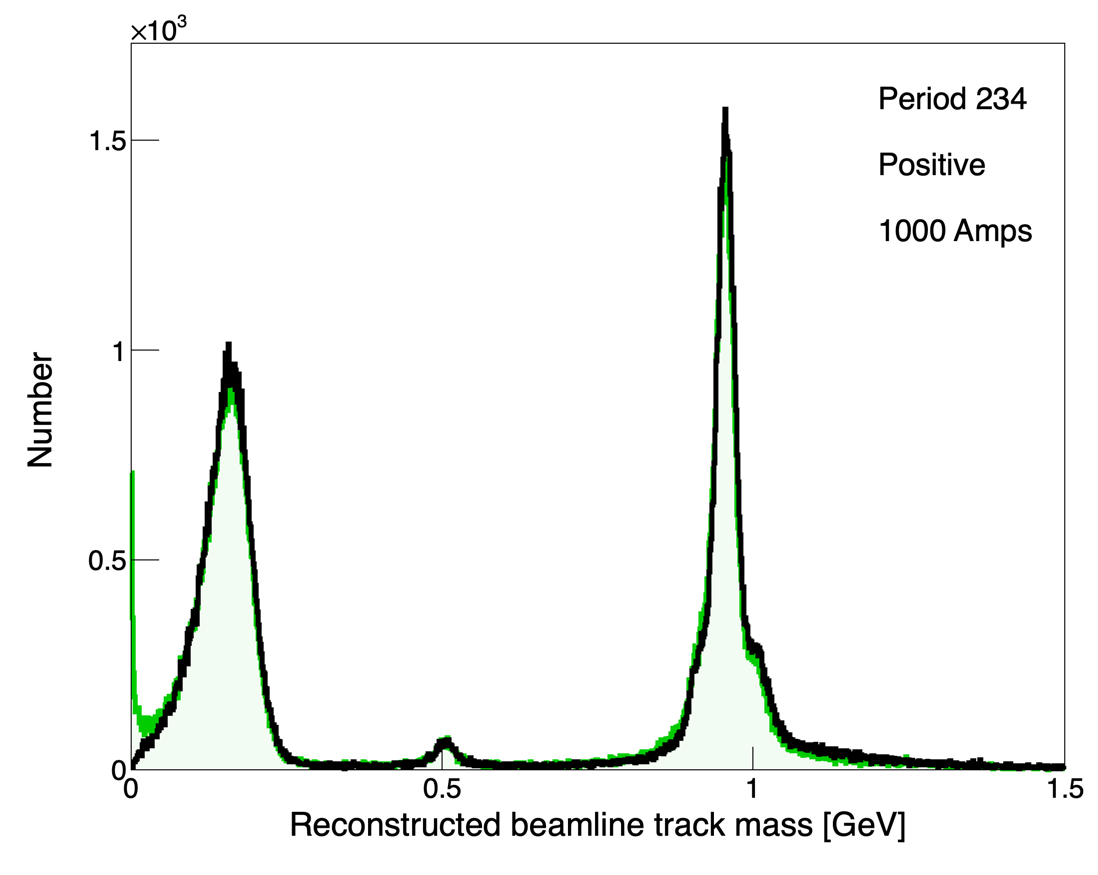 ×10³
1.5
1
0.5
0
0
0.5
1
1.5
Number
Reconstructed beamline track mass [GeV]
Period 234
Positive
1000 Amps